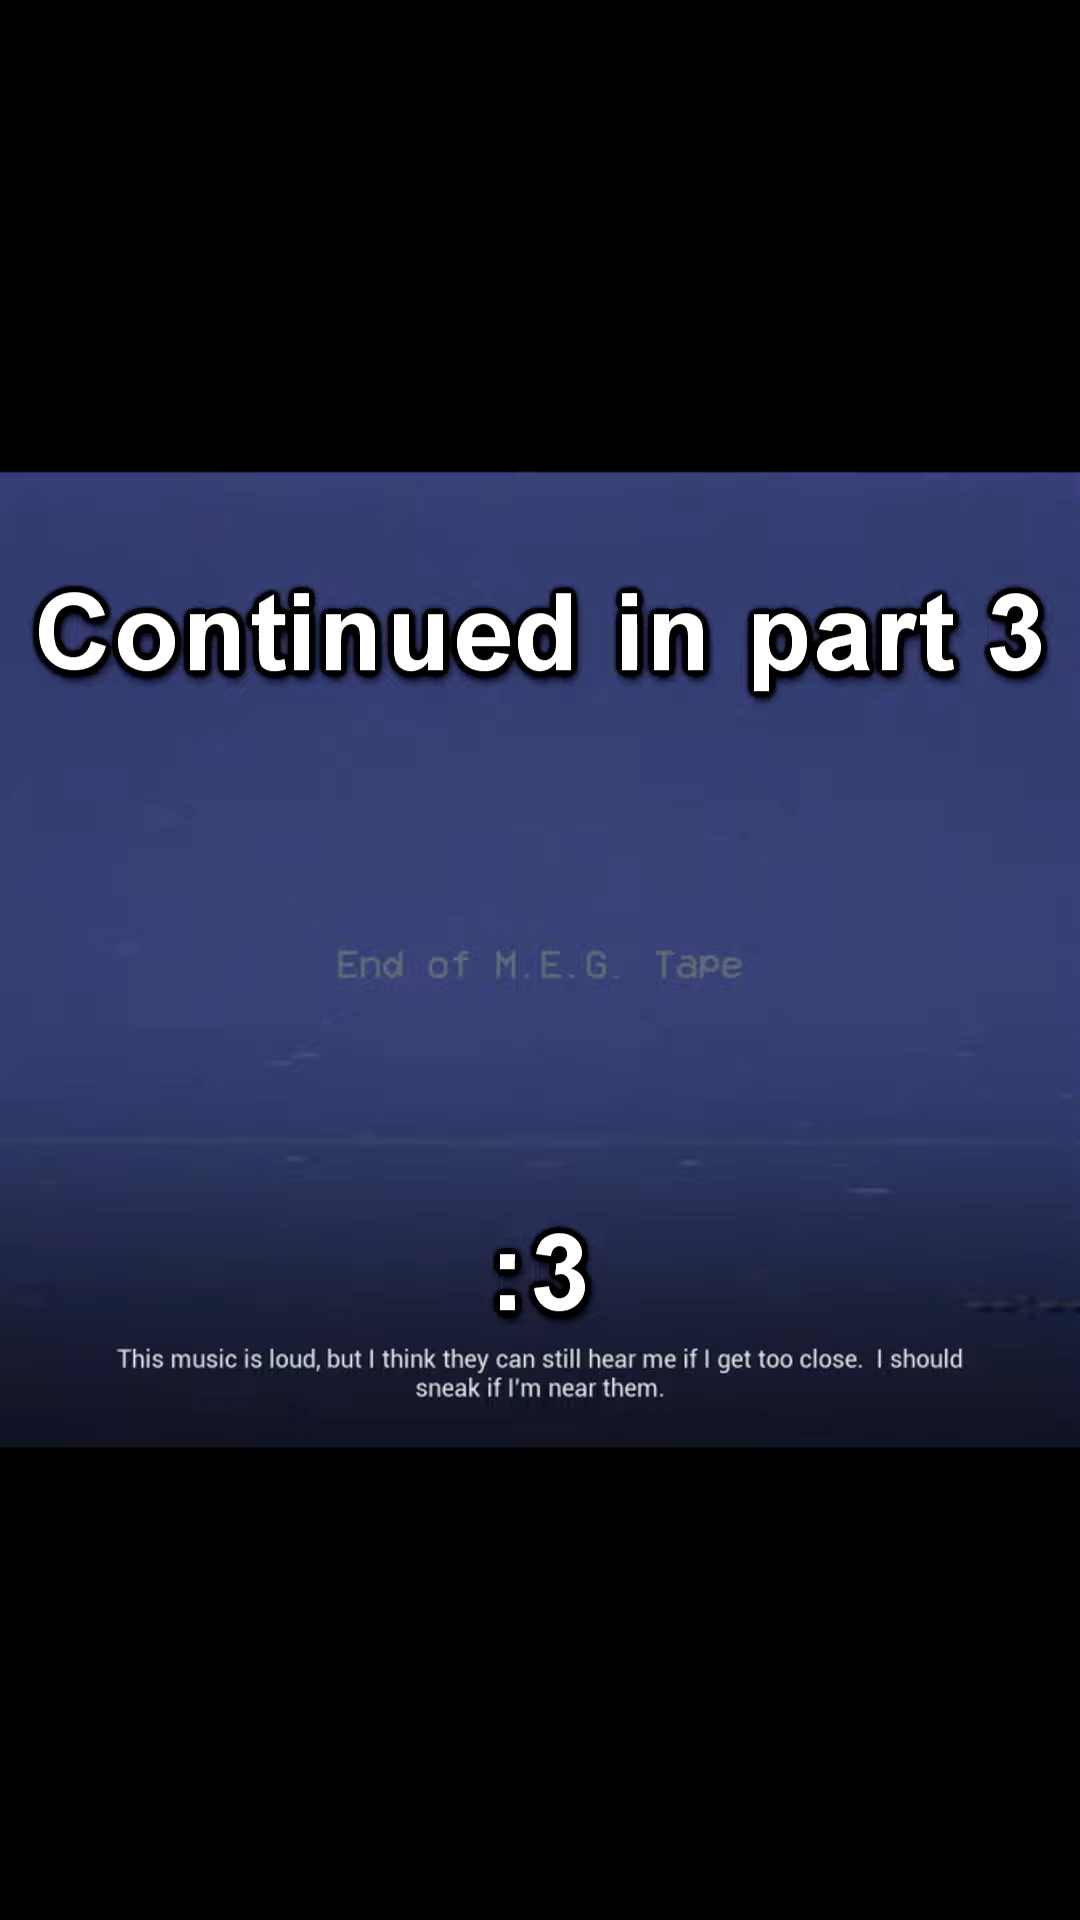 Continued in part 3
End of M.E.G. Tape
:3
This music is loud, but I think they can still hear me if I get too close.  I should
sneak if I'm near them.